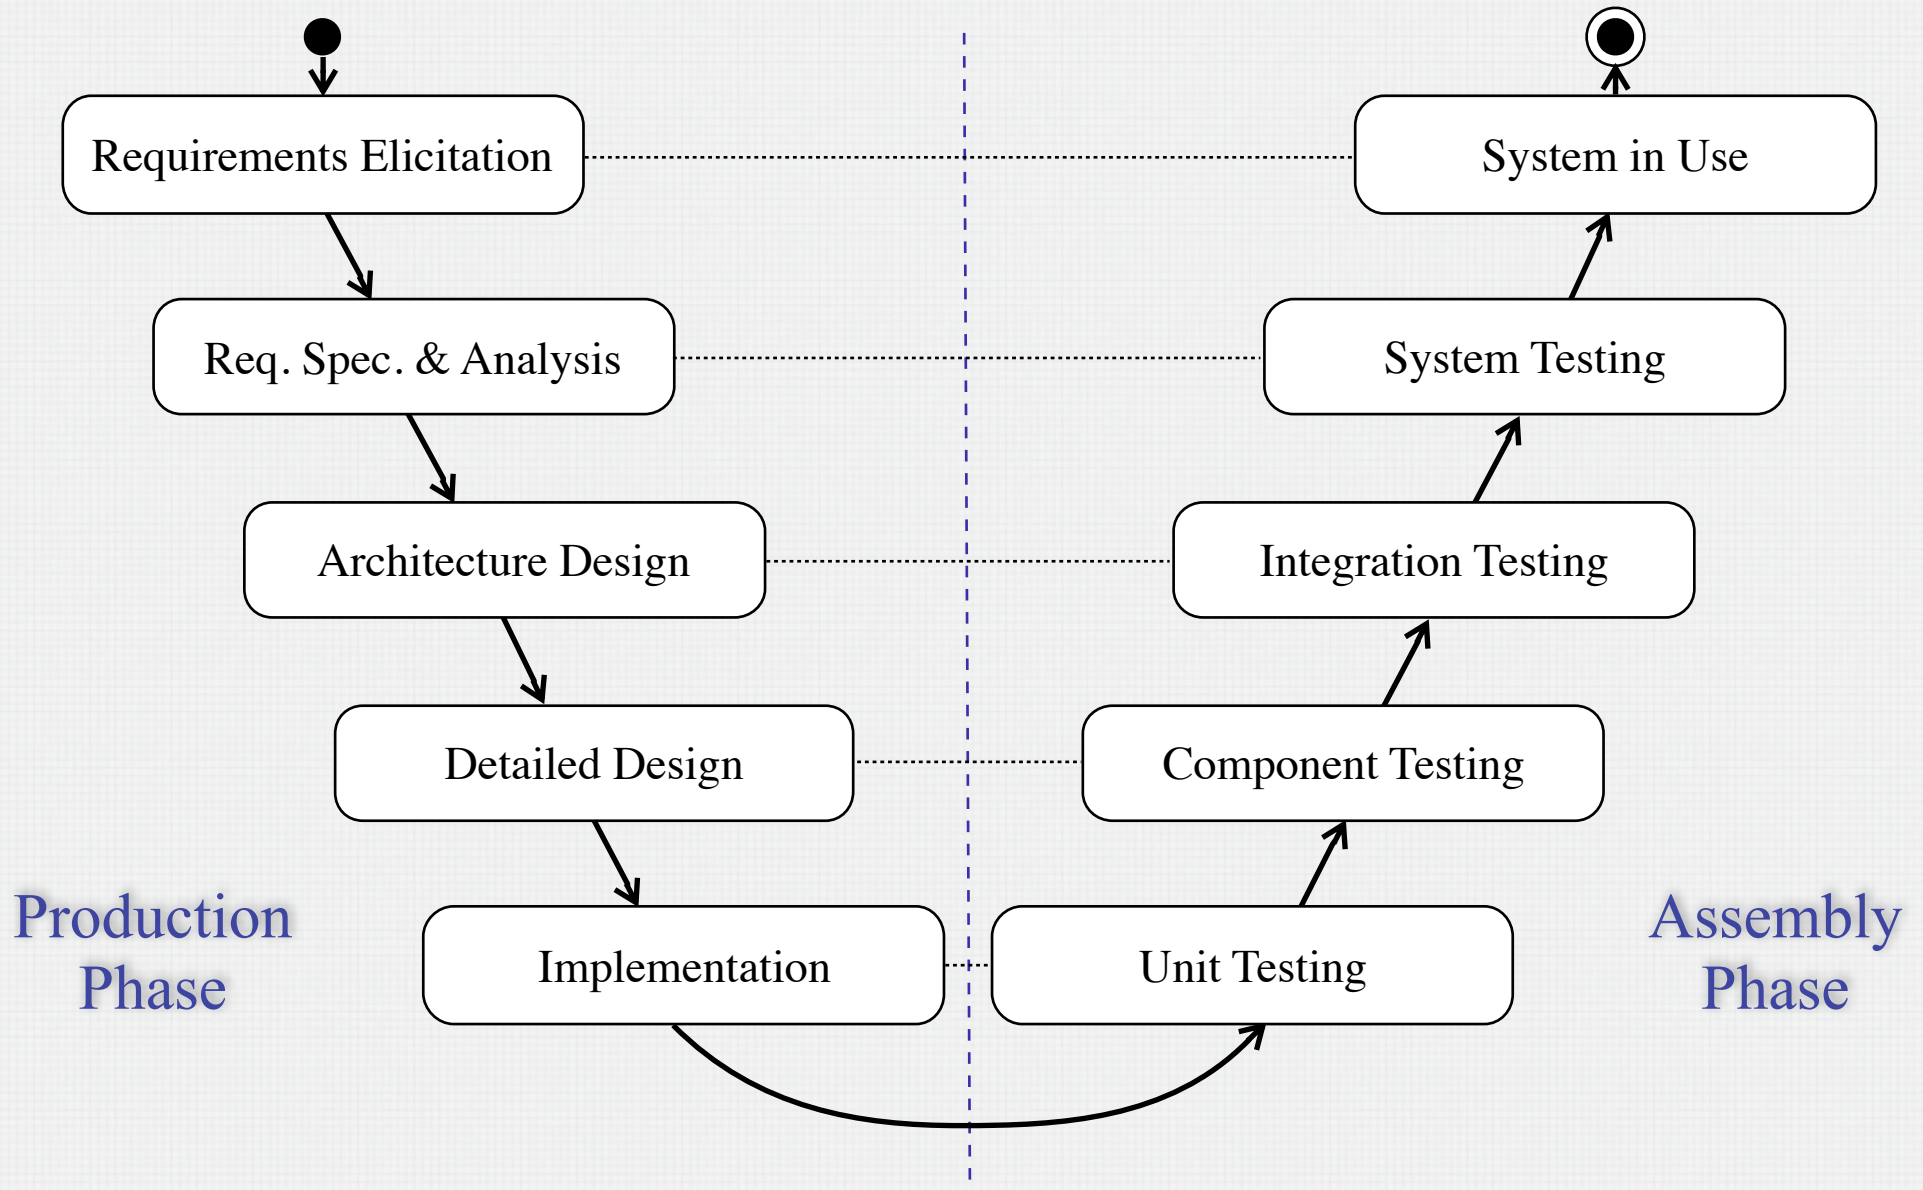 Requirements Elicitation
System in Use
Req. Spec. & Analysis
System Testing
Architecture Design
Integration Testing
Detailed Design
Component Testing
Production
Phase
Implementation
Unit Testing
Assembly
Phase